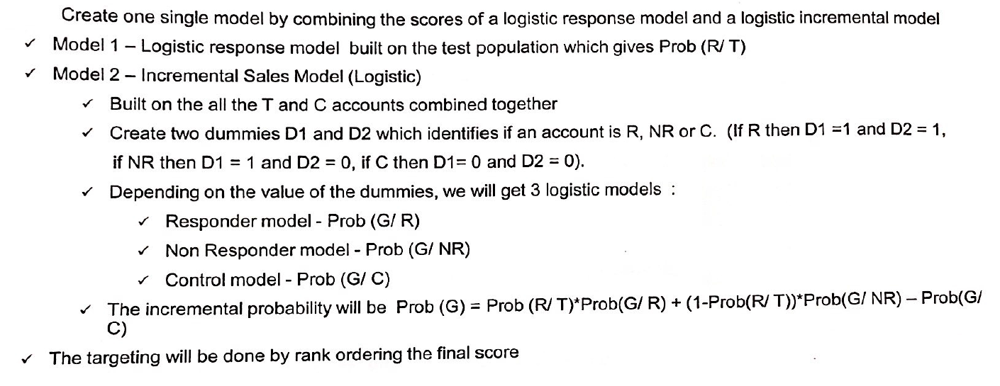 Create one single model by combining the scores of a logistic response model and a logistic incremental model
✓ Model 1 – Logistic response model built on the test population which gives Prob (R/ T)
✓ Model 2 – Incremental Sales Model (Logistic)
✓ Built on the all the T and C accounts combined together
✓ Create two dummies D1 and D2 which identifies if an account is R, NR or C. (If R then D1 =1 and D2 = 1,
if NR then D1 = 1 and D2 = 0, if C then D1= 0 and D2 = 0).
✓ Depending on the value of the dummies, we will get 3 logistic models :
✓ Responder model - Prob (G/ R)
✓ Non Responder model - Prob (G/ NR)
✓ Control model - Prob (G/ C)
✓ The incremental probability will be Prob (G) = Prob (R/ T)*Prob(G/ R) + (1-Prob(R/ T))*Prob(G/ NR) – Prob(G/
C)
✓ The targeting will be done by rank ordering the final score